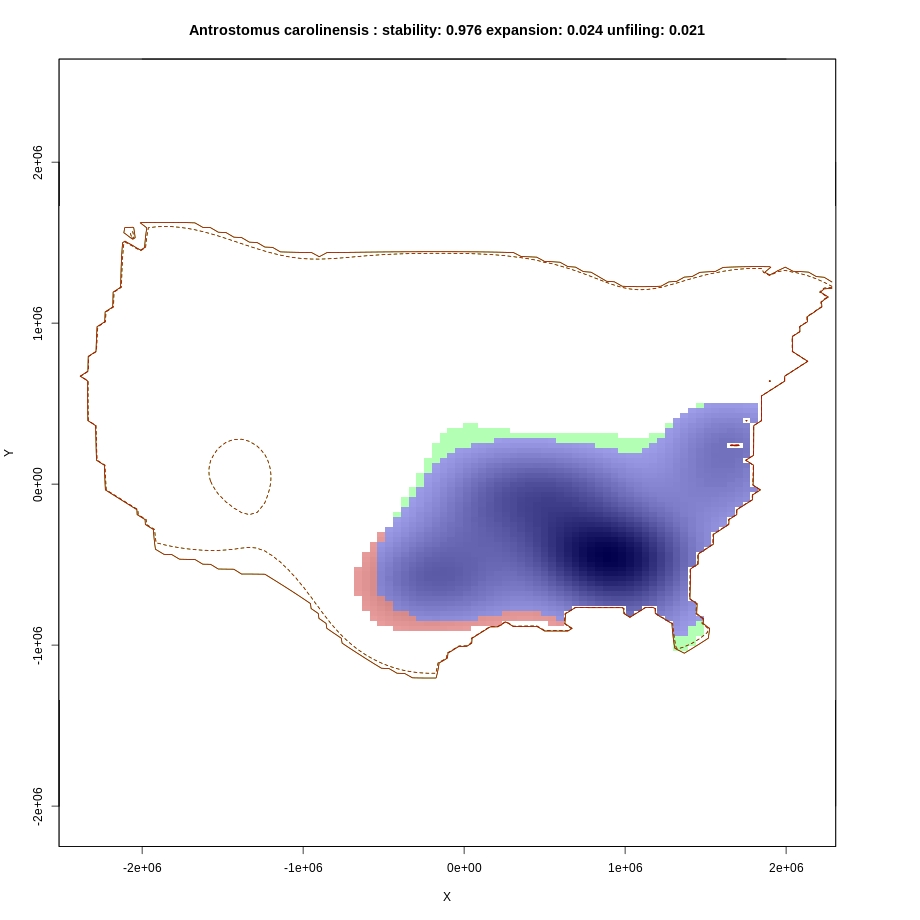 Antrostomus carolinensis : stability: 0.976 expansion: 0.024 unfiling: 0.021
2e+06
1e+06
0e+00
-1e+06
-2e+06
Y
-2e+06 -1e+06 0e+00 1e+06 2e+06
X